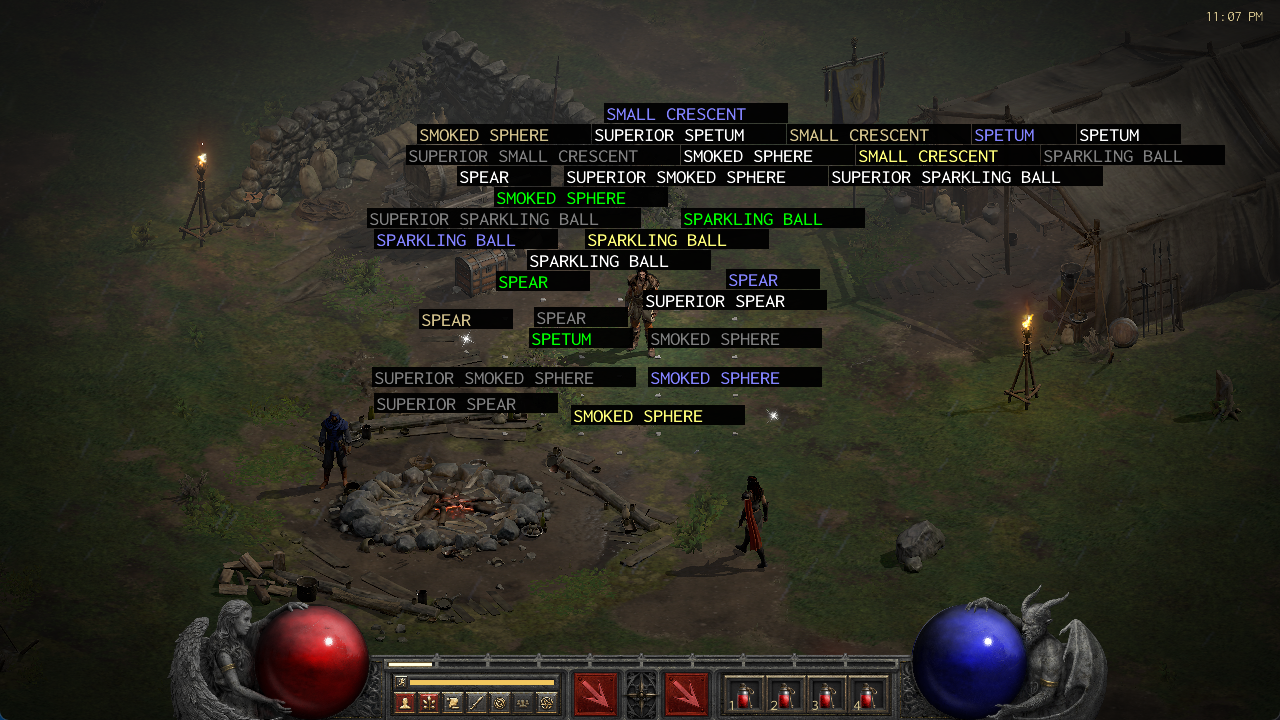 11:07 PM
SMALL CRESCENT
SMOKED SPHERE SUPERIOR SPETUM SMALL CRESCENT SPETUM SPETUM
SUPERIOR SMALL CRESCENT SMOKED SPHERE SMALL CRESCENT SPARKLING BALL
SPEAR SUPERIOR SMOKED SPHERE SUPERIOR SPARKLING BALL
SMOKED SPHERE
SUPERIOR SPARKLING BALL SPARKLING BALL
SPARKLING BALL SPARKLING BALL
SPARKLING BALL
SPEAR SPEAR
SUPERIOR SPEAR
SPEAR SPEAR
SPETUM SMOKED SPHERE
SUPERIOR SMOKED SPHERE SMOKED SPHERE
SUPERIOR SPEAR
SMOKED SPHERE
1 2 3 4